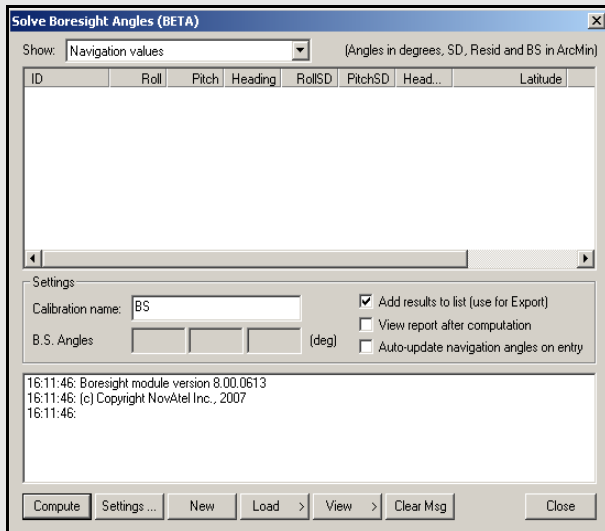 Solve Boresight Angles (BETA)
Show: Navigation values (Angles in degrees, SD, Resid and BS in ArcMin)
ID Roll Pitch Heading RollSD PitchSD Head... Latitude
Settings
Calibration name: BS
Add results to list (use for Export)
View report after computation
B.S. Angles (deg)
Auto-update navigation angles on entry
16:11:46: Boresight module version 8.00.0613
16:11:46: (c) Copyright NovAtel Inc., 2007
16:11:46:
Compute Settings ... New Load > View > Clear Msg Close